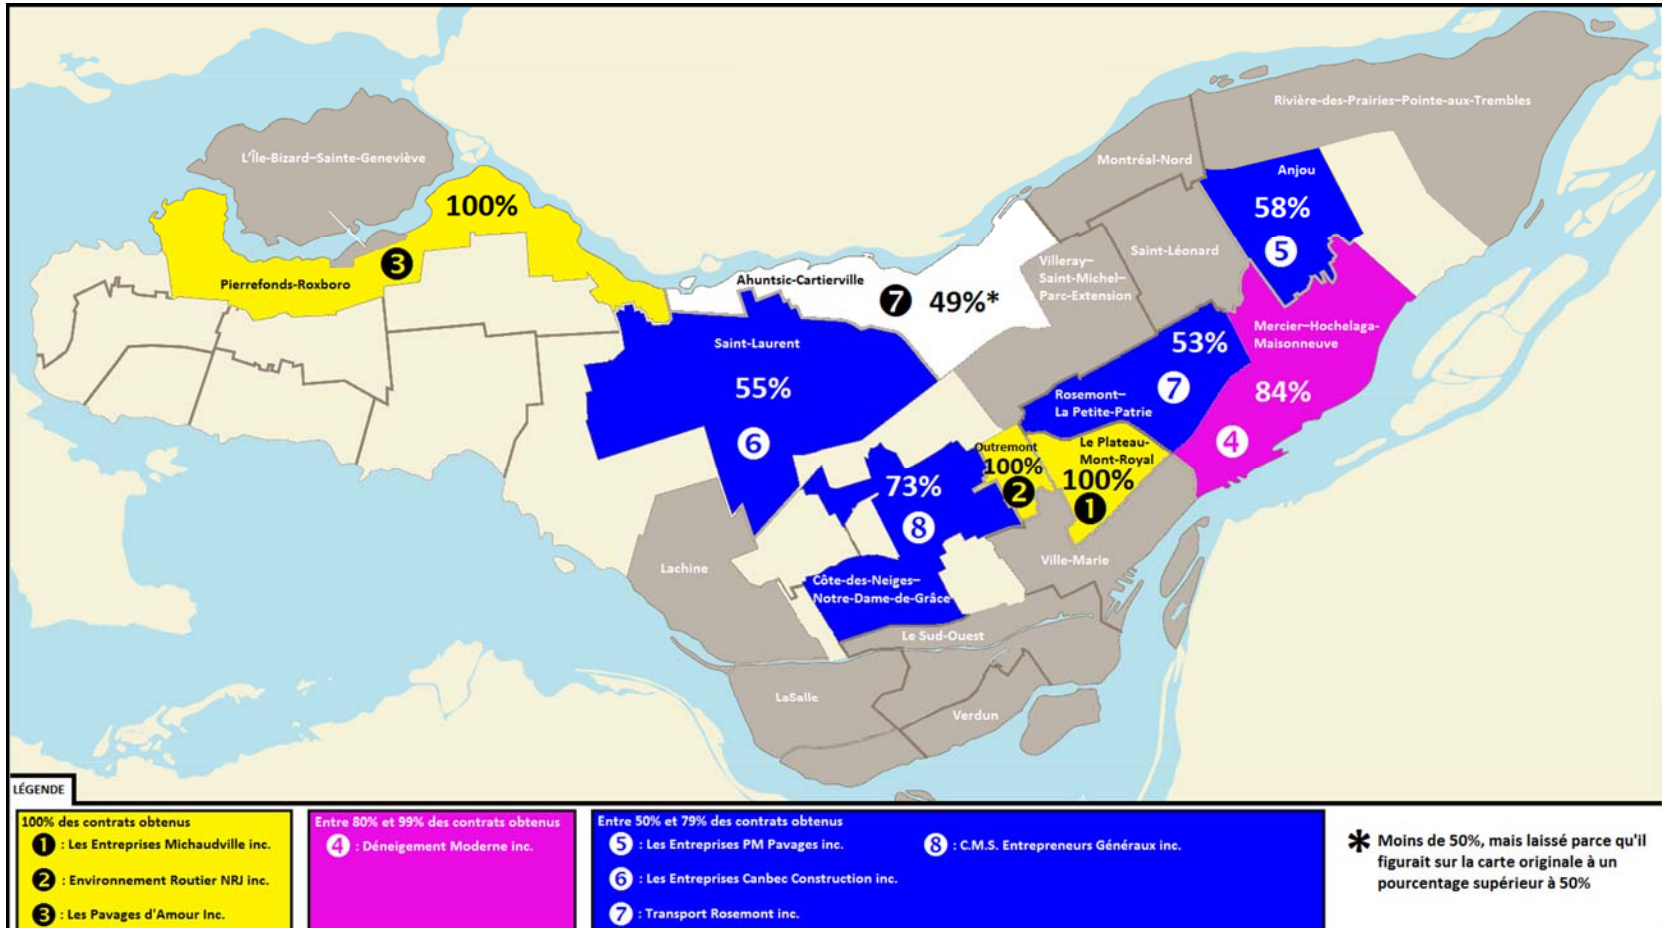 Rivière-des-Prairies–Pointe-aux-Trembles
L'Île-Bizard–Sainte-Geneviève
Montréal-Nord
Anjou
100%
58%
5
Saint-Léonard
Villeray–
Saint-Michel–
Parc-Extension
3
Pierrefonds-Roxboro
Ahuntsic-Cartierville
7 49%*
Mercier–Hochelaga-
Maisonneuve
84%
4
Saint-Laurent
55%
6
53%
7
Rosemont–
La Petite-Patrie
Outremont
100%
2
Le Plateau-
Mont-Royal
100%
1
73%
8
Côte-des-Neiges–
Notre-Dame-de-Grâce
Ville-Marie
Lachine
Le Sud-Ouest
LaSalle
Verdun
LÉGENDE
100% des contrats obtenus
1 : Les Entreprises Michaudville inc.
2 : Environnement Routier NRJ inc.
3 : Les Pavages d'Amour Inc.
Entre 80% et 99% des contrats obtenus
4 : Déneigement Moderne inc.
Entre 50% et 79% des contrats obtenus
5 : Les Entreprises PM Pavages inc.
6 : Les Entreprises Canbec Construction inc.
7 : Transport Rosemont inc.
8 : C.M.S. Entrepreneurs Généraux inc.
* Moins de 50%, mais laissé parce qu'il
figurait sur la carte originale à un
pourcentage supérieur à 50%